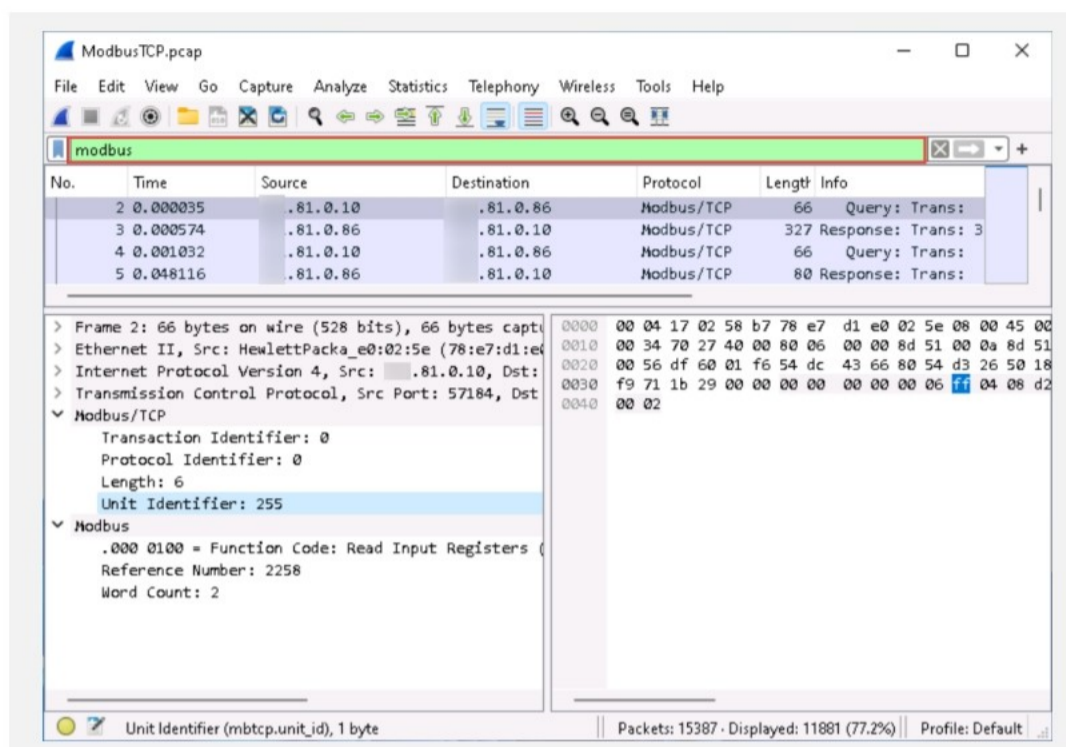 ModbusTCP.pcap
File Edit View Go Capture Analyze Statistics Telephony Wireless Tools Help
modbus
No. Time Source Destination Protocol Length Info
2 0.000035 .81.0.10 .81.0.86 Modbus/TCP 66 Query: Trans:
3 0.000574 .81.0.86 .81.0.10 Modbus/TCP 327 Response: Trans: 3
4 0.001032 .81.0.10 .81.0.86 Modbus/TCP 66 Query: Trans:
5 0.048116 .81.0.86 .81.0.10 Modbus/TCP 80 Response: Trans:
> Frame 2: 66 bytes on wire (528 bits), 66 bytes captu
> Ethernet II, Src: HewlettPacka_e0:02:5e (78:e7:d1:e0
> Internet Protocol Version 4, Src: .81.0.10, Dst:
> Transmission Control Protocol, Src Port: 57184, Dst
Modbus/TCP
Transaction Identifier: 0
Protocol Identifier: 0
Length: 6
Unit Identifier: 255
Modbus
.000 0100 = Function Code: Read Input Registers (
Reference Number: 2258
Word Count: 2
0000 00 04 17 02 58 b7 78 e7 d1 e0 02 5e 08 00 45 00
0010 00 34 70 27 40 00 80 06 00 00 8d 51 00 0a 8d 51
0020 00 56 df 60 01 f6 54 dc 43 66 80 54 d3 26 50 18
0030 f9 71 1b 29 00 00 00 00 00 00 00 06 ff 04 08 d2
0040 00 02
Unit Identifier (mbtcp.unit_id), 1 byte
Packets: 15387 · Displayed: 11881 (77.2%)
Profile: Default